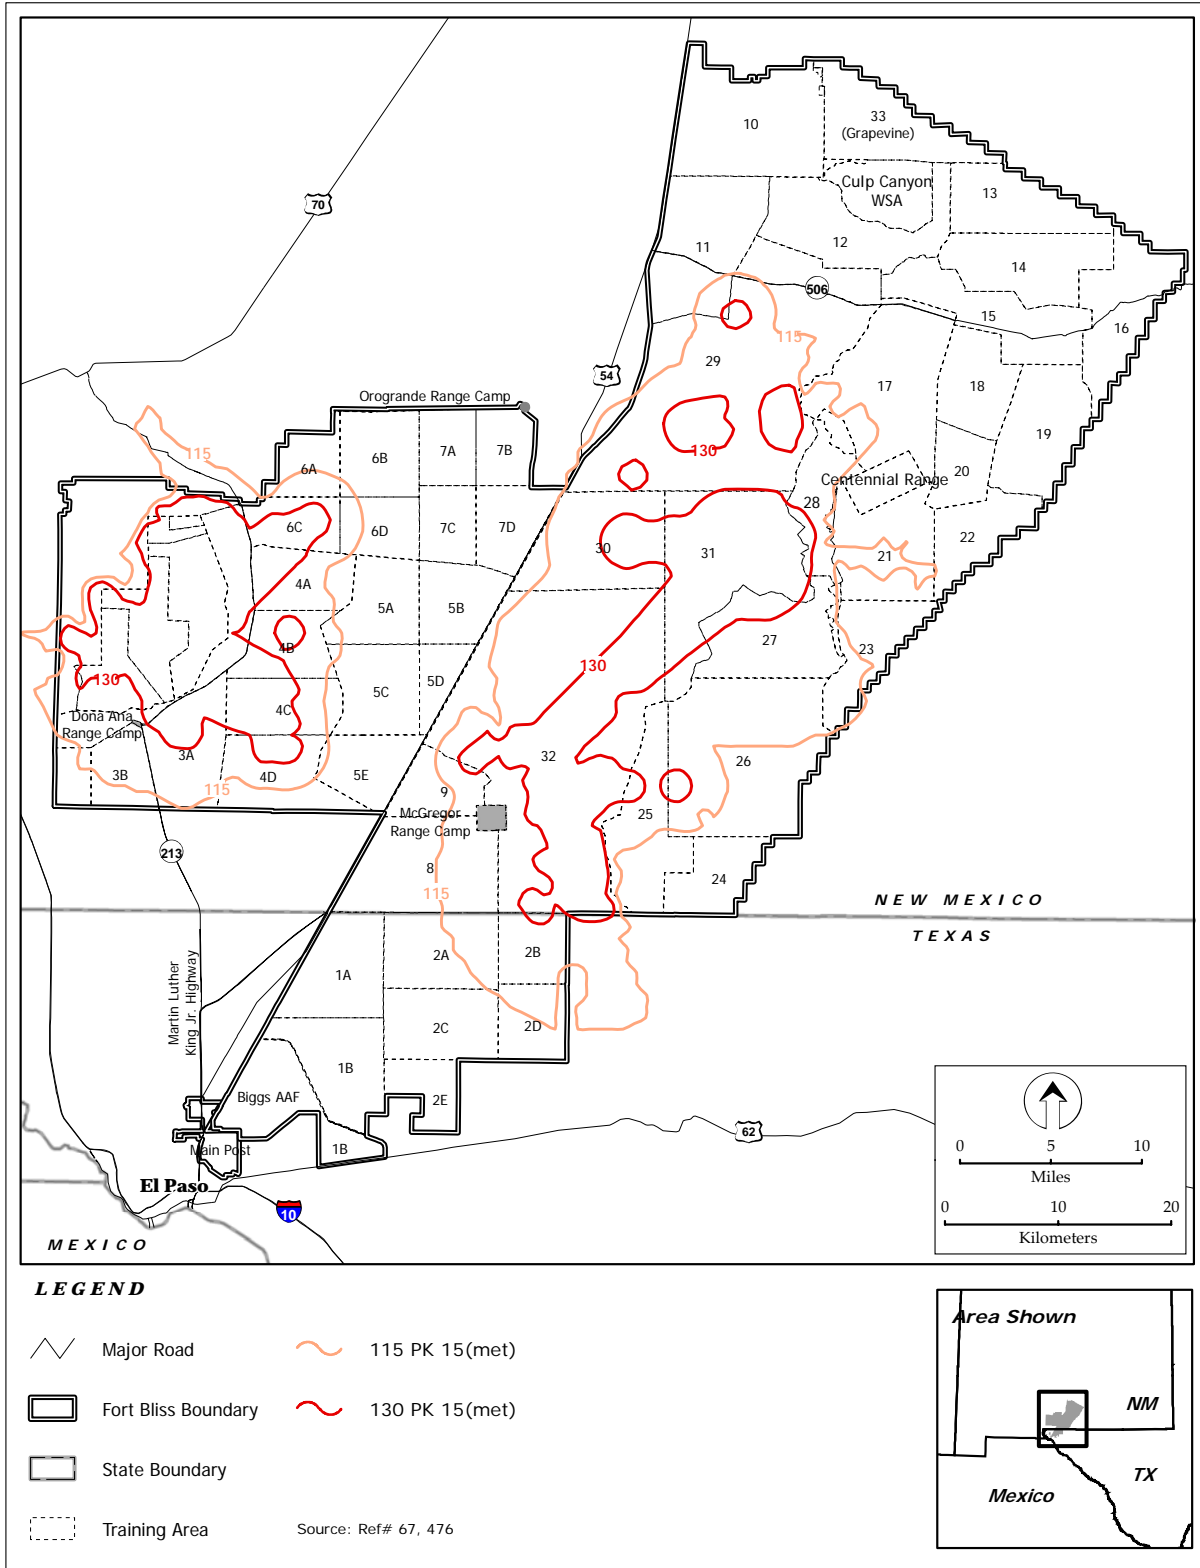 10
33
(Grapevine)
Culp Canyon
WSA
13
70
11
12
14
506
15
16
115
29
54
17
18
Orogrande Range Camp
19
115
6A
6B
7A
7B
130
Centennial Range
20
28
6C
6D
7C
7D
22
30
31
21
4A
5A
5B
4B
27
23
130
130
5D
5C
4C
Dona Ana
Range Camp
3A
32
26
3B
4D
5E
115
9
McGregor
Range Camp
25
213
8
24
115
NEW MEXICO
TEXAS
2A
2B
1A
Martin Luther
King Jr. Highway
2C
2D
1B
Biggs AAF
2E
62
Main Post
1B
El Paso
10
MEXICO
0 5 10
Miles
0 10 20
Kilometers
LEGEND
Major Road
115 PK 15(met)
Fort Bliss Boundary
130 PK 15(met)
State Boundary
Training Area
Source: Ref# 67, 476
Area Shown
NM
TX
Mexico